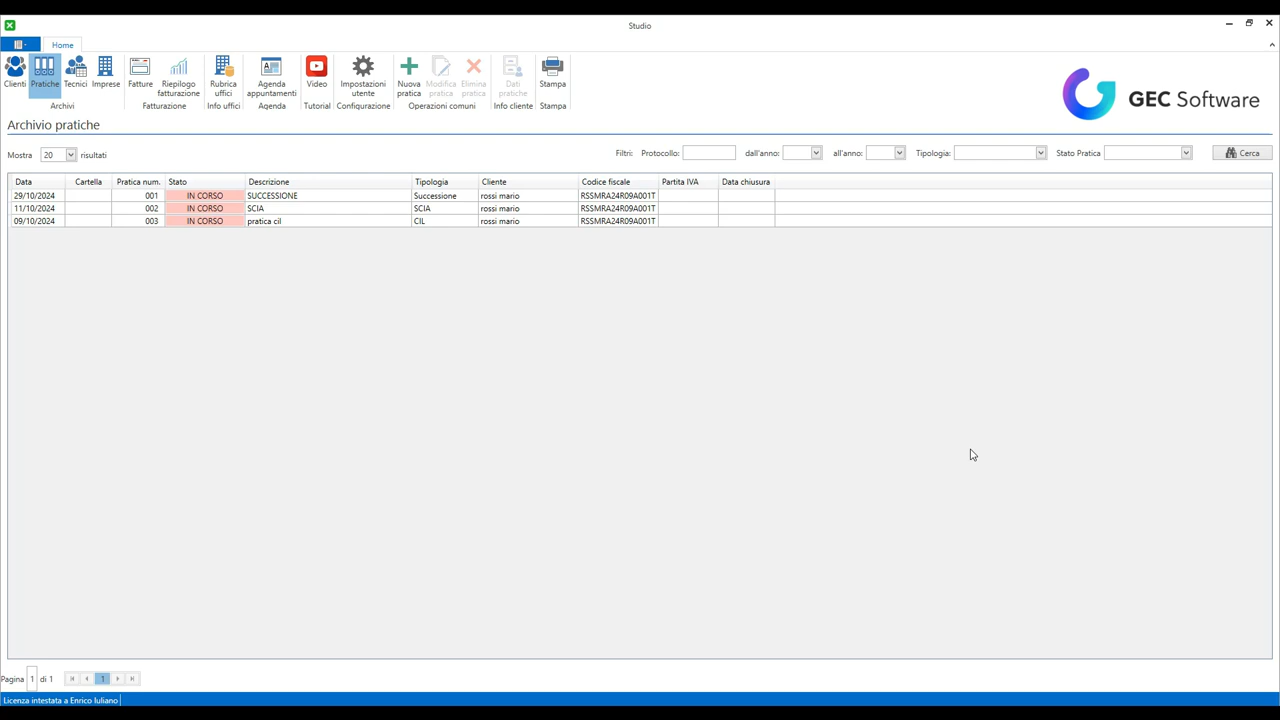 Studio
Home
Clienti Pratiche Tecnici Imprese Fatture Riepilogo fatturazione Rubrica uffici Agenda appuntamenti Video Impostazioni utente Nuova pratica Modifica pratica Elimina pratica Dati pratiche Stampa
Archivi Fatturazione Info uffici Agenda Tutorial Configurazione Operazioni comuni Info cliente Stampa
GEC Software
Archivio pratiche
Mostra 20 risultati Filtri: Protocollo: dall'anno: all'anno: Tipologia: Stato Pratica Cerca
Data Cartella Pratica num. Stato Descrizione Tipologia Cliente Codice fiscale Partita IVA Data chiusura
29/10/2024 001 IN CORSO SUCCESSIONE Successione rossi mario RSSMRA24R09A001T
11/10/2024 002 IN CORSO SCIA SCIA rossi mario RSSMRA24R09A001T
09/10/2024 003 IN CORSO pratica cil CIL rossi mario RSSMRA24R09A001T
Pagina 1 di 1 1
Licenza intestata a Enrico Iuliano